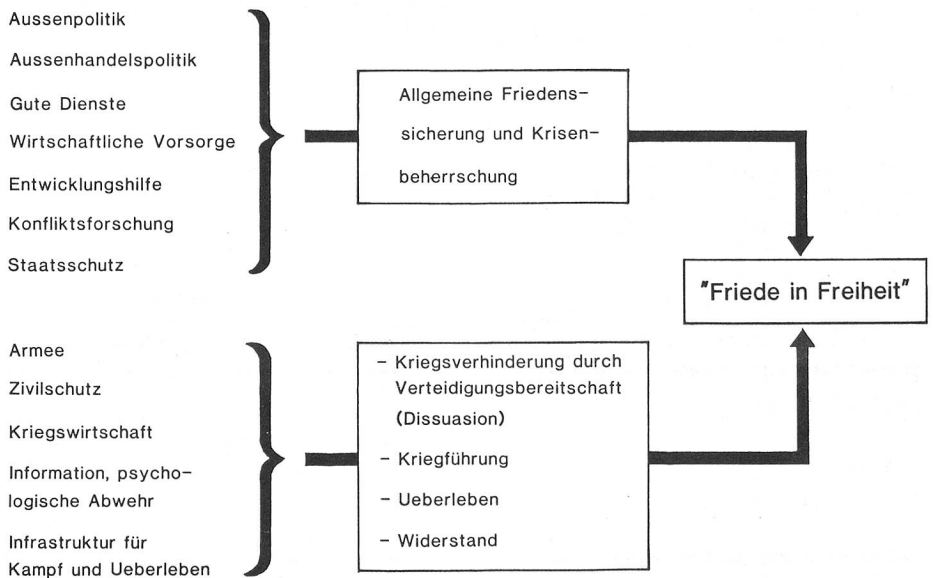 Aussenpolitik
Aussenhandelspolitik
Gute Dienste
Wirtschaftliche Vorsorge
Entwicklungshilfe
Konfliktsforschung
Staatsschutz
Allgemeine Friedens-
sicherung und Krisen-
beherrschung
"Friede in Freiheit"
Armee
Zivilschutz
Kriegswirtschaft
Information, psycho-
logische Abwehr
Infrastruktur für
Kampf und Ueberleben
- Kriegsverhinderung durch
Verteidigungsbereitschaft
(Dissuasion)
- Kriegführung
- Ueberleben
- Widerstand